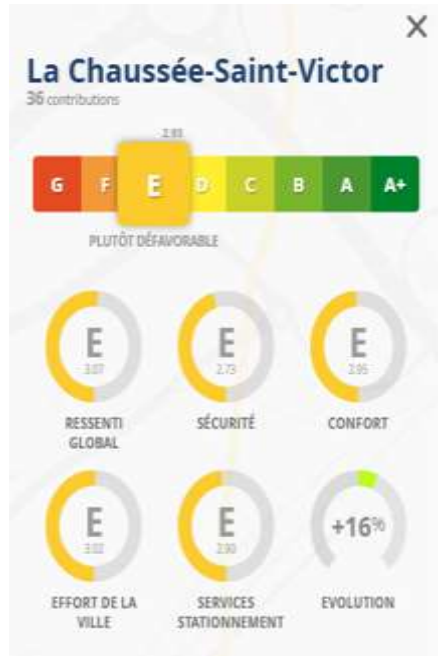 La Chaussée-Saint-Victor
36 contributions
2.93
G F E D C B A A+
PLUTÔT DÉFAVORABLE
E E E
3.07 2.73 2.95
RESSENTI GLOBAL SÉCURITÉ CONFORT
E E +16%
3.02 2.90
EFFORT DE LA VILLE SERVICES STATIONNEMENT EVOLUTION